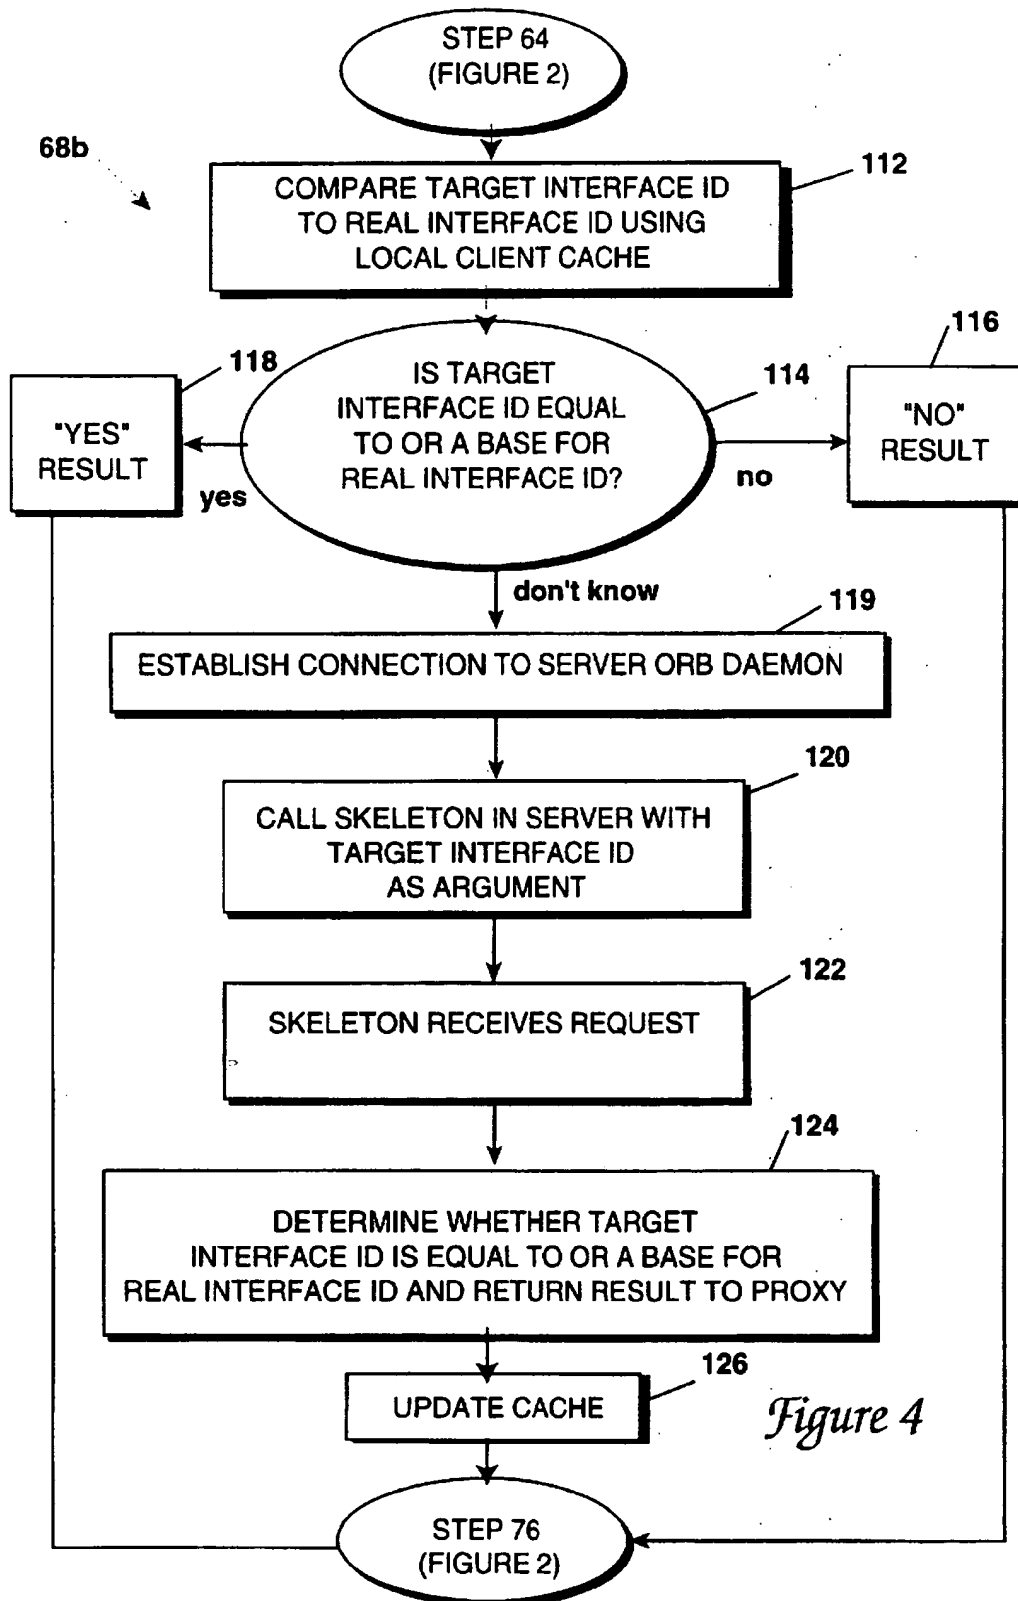 STEP 64
(FIGURE 2)
68b
112
COMPARE TARGET INTERFACE ID
TO REAL INTERFACE ID USING
LOCAL CLIENT CACHE
116
118
114
IS TARGET
INTERFACE ID EQUAL
TO OR A BASE FOR
REAL INTERFACE ID?
"YES"
RESULT
"NO"
RESULT
yes
no
don't know
119
ESTABLISH CONNECTION TO SERVER ORB DAEMON
120
CALL SKELETON IN SERVER WITH
TARGET INTERFACE ID
AS ARGUMENT
122
SKELETON RECEIVES REQUEST
124
DETERMINE WHETHER TARGET
INTERFACE ID IS EQUAL TO OR A BASE FOR
REAL INTERFACE ID AND RETURN RESULT TO PROXY
126
UPDATE CACHE
Figure 4
STEP 76
(FIGURE 2)